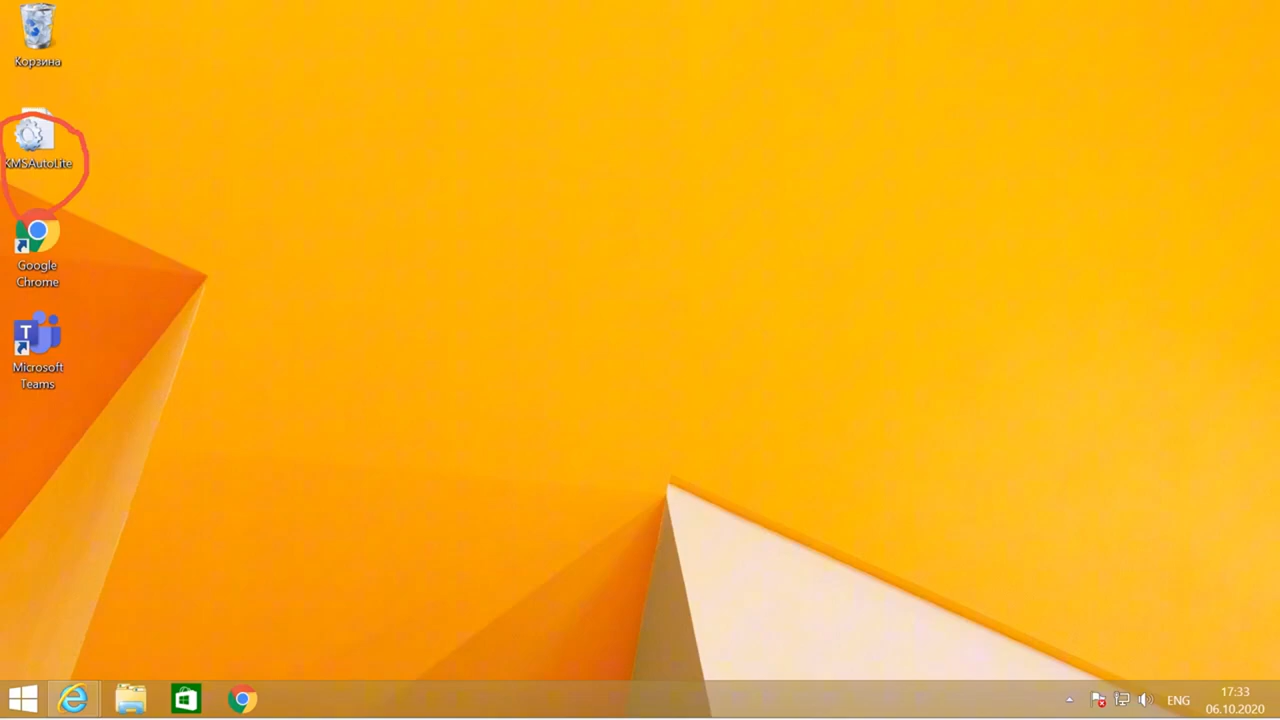 Корзина
KMSAutoLite
Google
Chrome
T
Microsoft
Teams
ENG
17:33
06.10.2020